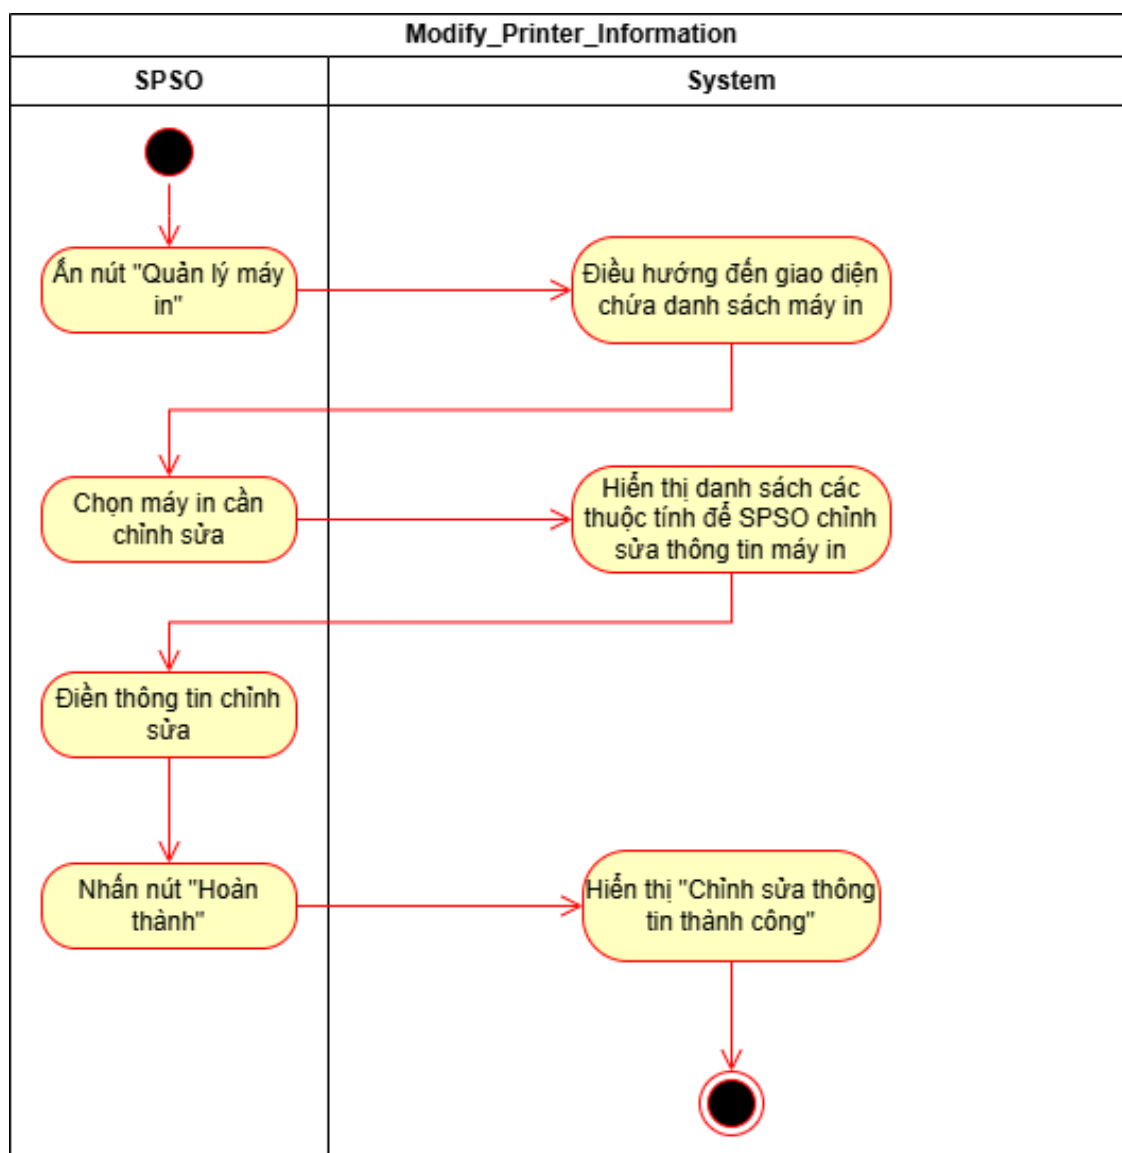 Modify_Printer_Information
SPSO
System
Ấn nút "Quản lý máy
in"
Điều hướng đến giao diện
chứa danh sách máy in
Chọn máy in cần
chỉnh sửa
Hiển thị danh sách các
thuộc tính để SPSO chỉnh
sửa thông tin máy in
Điền thông tin chỉnh
sửa
Nhấn nút "Hoàn
thành"
Hiển thị "Chỉnh sửa thông
tin thành công"